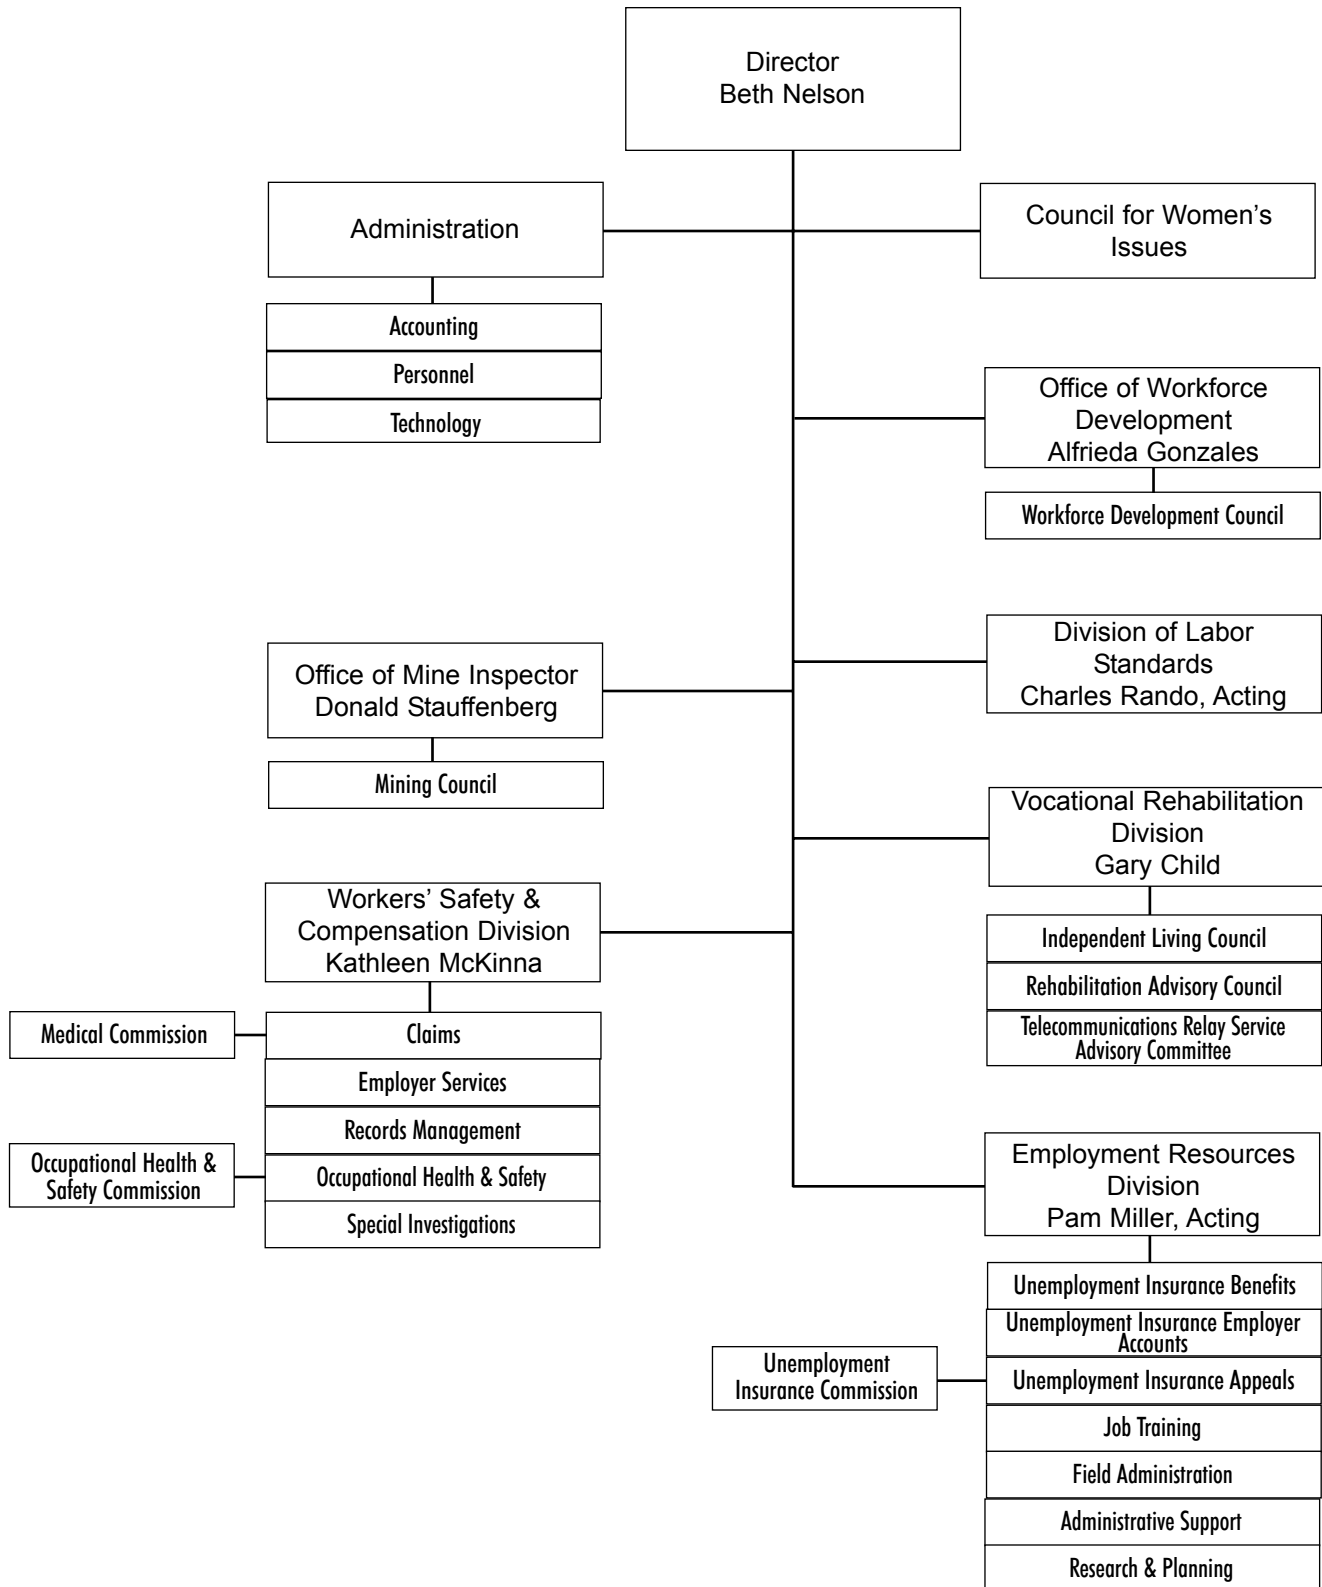 Director
Beth Nelson
Administration
Council for Women’s
Issues
Accounting
Personnel
Technology
Office of Workforce
Development
Alfrieda Gonzales
Workforce Development Council
Office of Mine Inspector
Donald Stauffenberg
Mining Council
Division of Labor
Standards
Charles Rando, Acting
Vocational Rehabilitation
Division
Gary Child
Independent Living Council
Rehabilitation Advisory Council
Telecommunications Relay Service
Advisory Committee
Workers’ Safety &
Compensation Division
Kathleen McKinna
Medical Commission
Claims
Employer Services
Records Management
Occupational Health &
Safety Commission
Occupational Health & Safety
Special Investigations
Employment Resources
Division
Pam Miller, Acting
Unemployment Insurance Benefits
Unemployment Insurance Employer
Accounts
Unemployment
Insurance Commission
Unemployment Insurance Appeals
Job Training
Field Administration
Administrative Support
Research & Planning